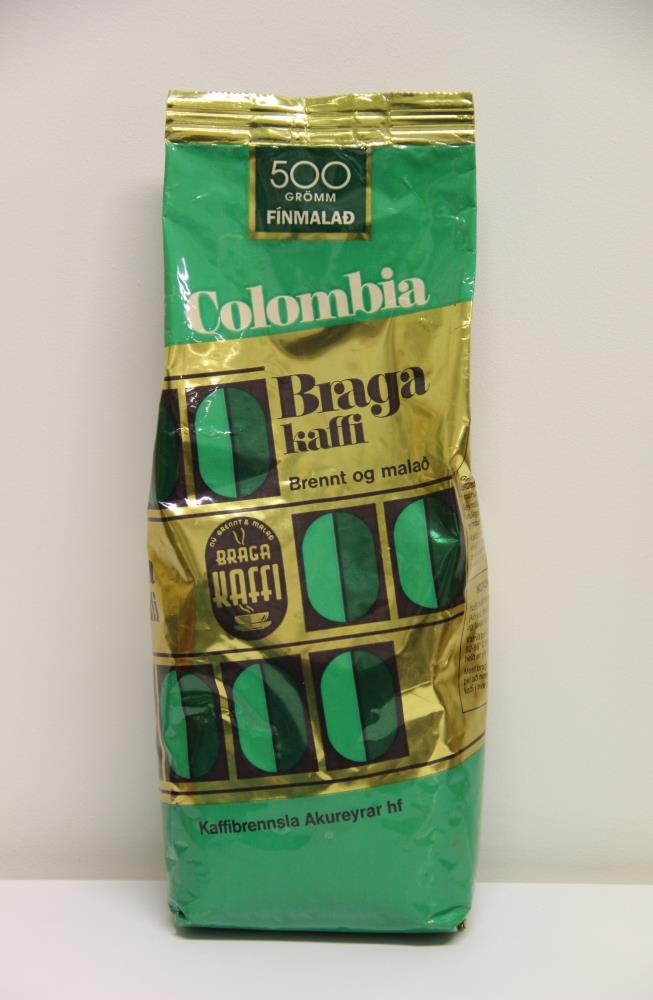 500
GRÖMM
FÍNMALAÐ
Colombia
Braga
kaffi
Brennt og malað
NÝ BRENNT & MALAÐ
BRAGA
KAFFI
Kaffibrennsla Akureyrar hf